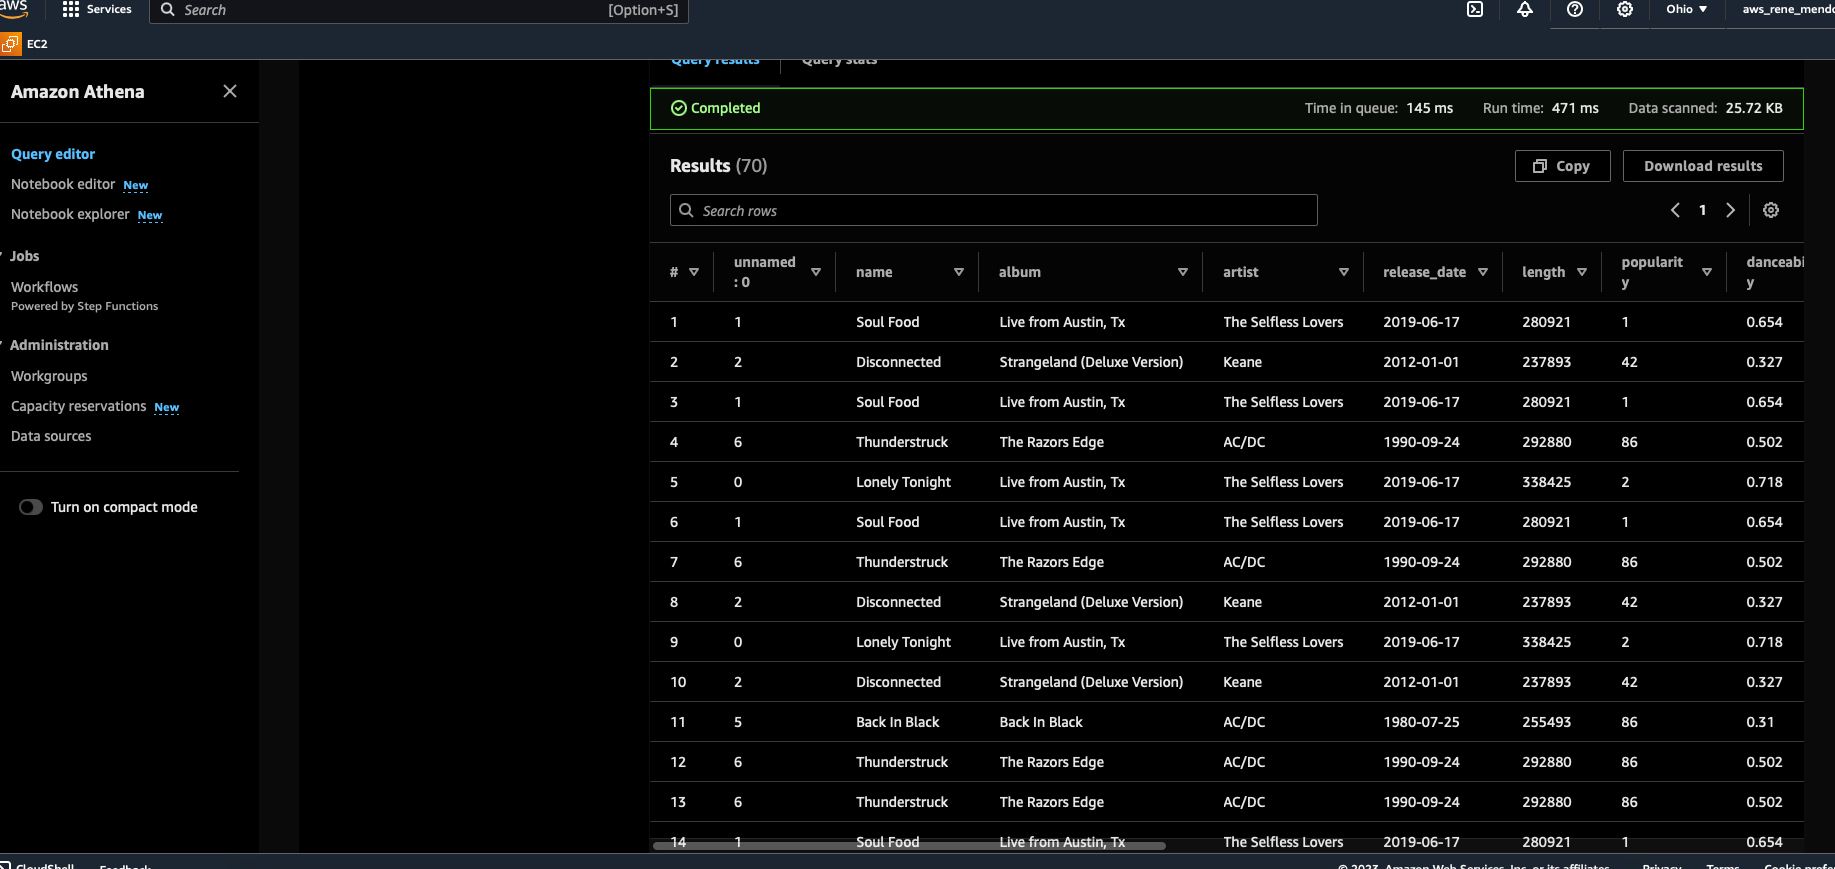 aws
Services
Search
[Option+S]
Ohio
aws_rene_mendo
EC2
Amazon Athena
Query editor
Notebook editor New
Notebook explorer New
Jobs
Workflows
Powered by Step Functions
Administration
Workgroups
Capacity reservations New
Data sources
Turn on compact mode
Query results Query stats
Completed Time in queue: 145 ms Run time: 471 ms Data scanned: 25.72 KB
Results (70) Copy Download results
Search rows 1
# unnamed : 0 name album artist release_date length popularit y danceabi y
1 1 Soul Food Live from Austin, Tx The Selfless Lovers 2019-06-17 280921 1 0.654
2 2 Disconnected Strangeland (Deluxe Version) Keane 2012-01-01 237893 42 0.327
3 1 Soul Food Live from Austin, Tx The Selfless Lovers 2019-06-17 280921 1 0.654
4 6 Thunderstruck The Razors Edge AC/DC 1990-09-24 292880 86 0.502
5 0 Lonely Tonight Live from Austin, Tx The Selfless Lovers 2019-06-17 338425 2 0.718
6 1 Soul Food Live from Austin, Tx The Selfless Lovers 2019-06-17 280921 1 0.654
7 6 Thunderstruck The Razors Edge AC/DC 1990-09-24 292880 86 0.502
8 2 Disconnected Strangeland (Deluxe Version) Keane 2012-01-01 237893 42 0.327
9 0 Lonely Tonight Live from Austin, Tx The Selfless Lovers 2019-06-17 338425 2 0.718
10 2 Disconnected Strangeland (Deluxe Version) Keane 2012-01-01 237893 42 0.327
11 5 Back In Black Back In Black AC/DC 1980-07-25 255493 86 0.31
12 6 Thunderstruck The Razors Edge AC/DC 1990-09-24 292880 86 0.502
13 6 Thunderstruck The Razors Edge AC/DC 1990-09-24 292880 86 0.502
14 1 Soul Food Live from Austin, Tx The Selfless Lovers 2019-06-17 280921 1 0.654
CloudShell Feedback © 2023, Amazon Web Services, Inc. or its affiliates. Privacy Terms Cookie prefe